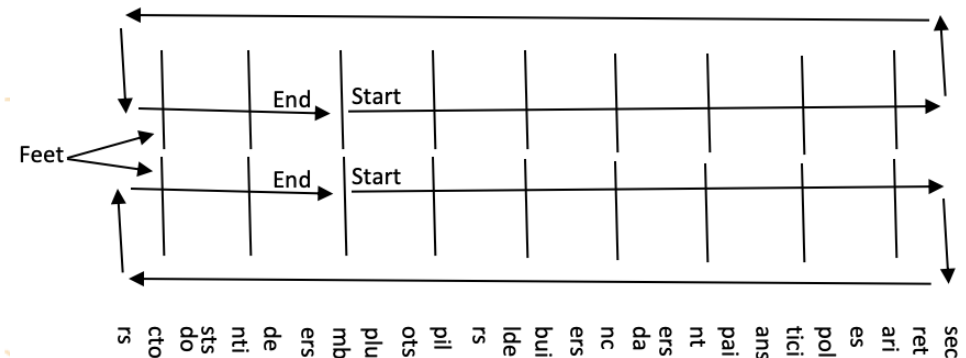 End Start
Feet
End Start
sec
ret
ari
es
pol
tici
ans
pai
nt
ers
da
nc
ers
bui
lde
rs
pil
ots
plu
mb
ers
de
nti
sts
do
cto
rs